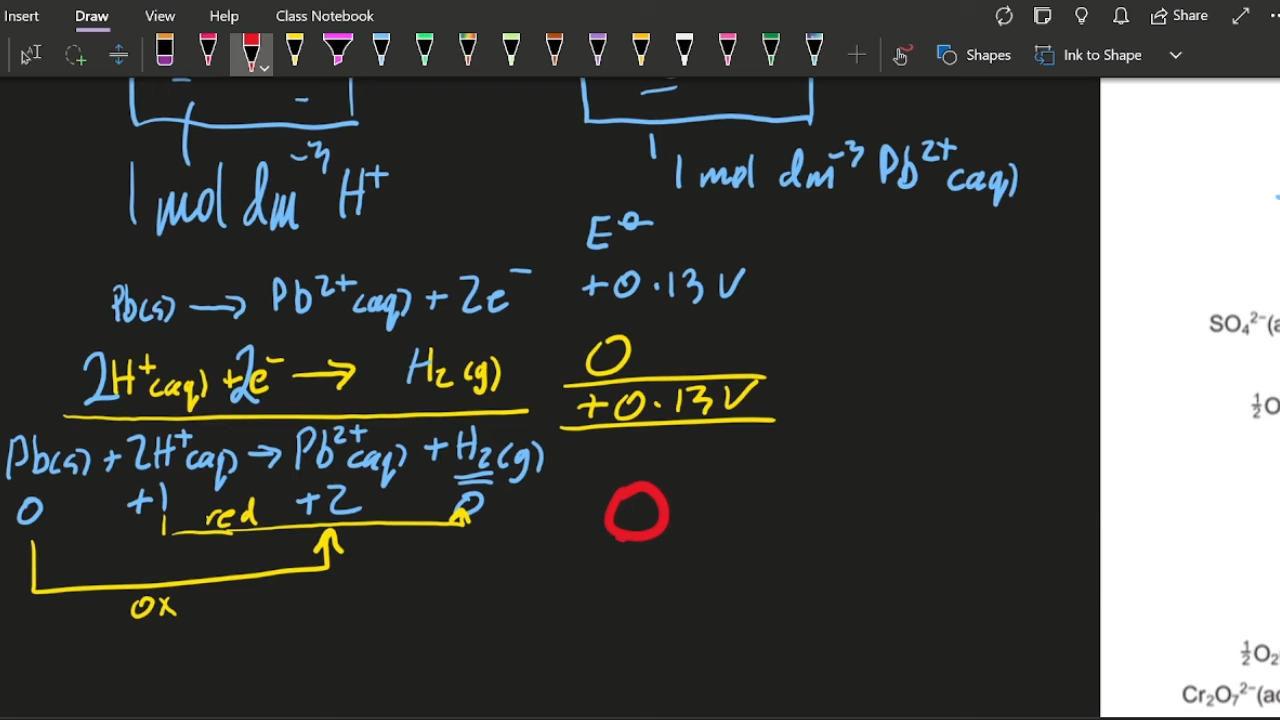 Insert Draw View Help Class Notebook Share
Shapes Ink to Shape
1 mol dm⁻³ H⁺
1 mol dm⁻³ Pb²⁺(aq)
E⦵
Pb(s) → Pb²⁺(aq) + 2e⁻ +0.13 V
2H⁺(aq) + 2e⁻ → H₂(g) 0
+0.13 V
Pb(s) + 2H⁺(aq) → Pb²⁺(aq) + H₂(g)
0 +1 red +2 0
ox
SO₄²⁻(a
½O
½O₂
Cr₂O₇²⁻(a